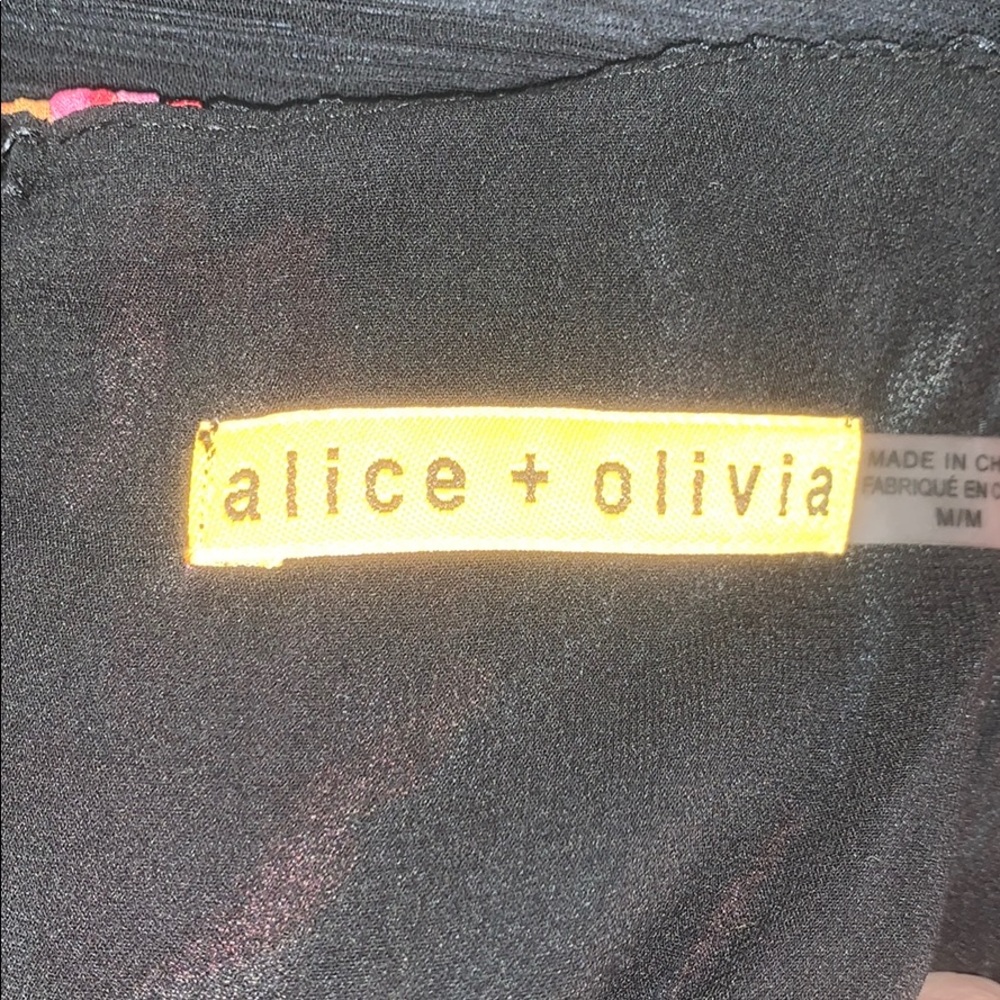 alice + olivia
MADE IN CH
FABRIQUÉ EN
M/M